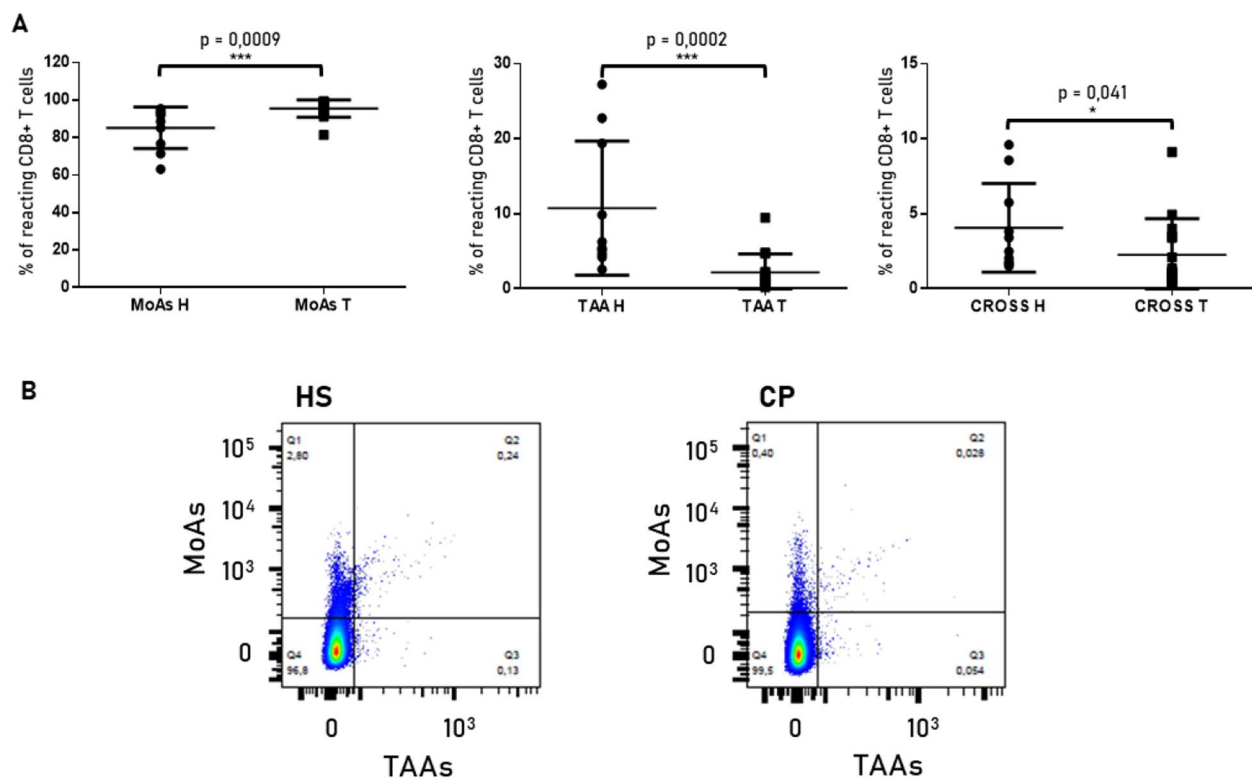 A
p = 0,0009
***
% of reacting CD8+ T cells
120
100
80
60
40
20
0
MoAs H
MoAs T
p = 0,0002
***
% of reacting CD8+ T cells
30
20
10
0
TAA H
TAA T
p = 0,041
*
% of reacting CD8+ T cells
15
10
5
0
CROSS H
CROSS T
B
HS
MoAs
10⁵
10⁴
10³
0
Q1
2,80
Q2
0,24
Q4
96,8
Q3
0,13
0
10³
TAAs
CP
MoAs
10⁵
10⁴
10³
0
Q1
0,40
Q2
0,028
Q4
99,5
Q3
0,054
0
10³
TAAs